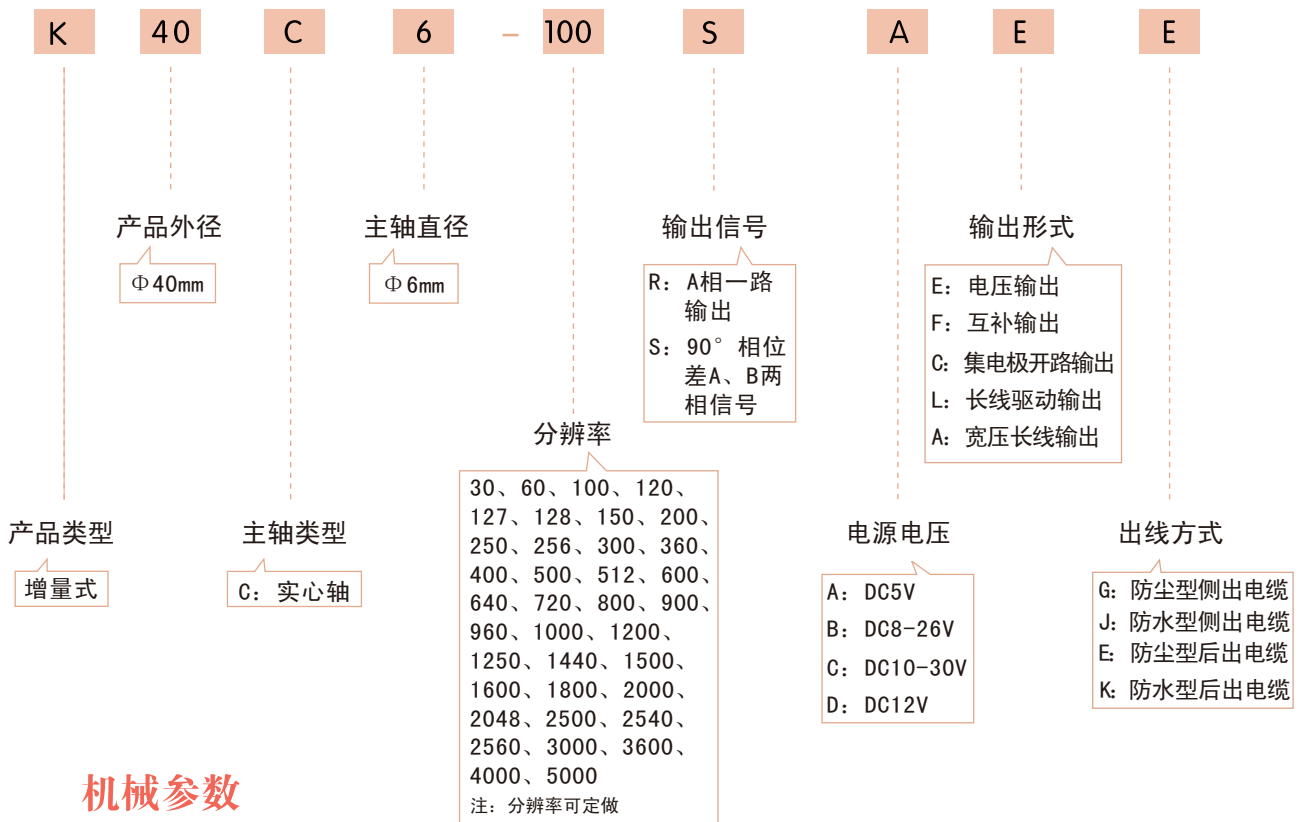 K 40 C 6 - 100 S A E E
产品外径
Φ40mm
主轴直径
Φ6mm
输出信号
R: A相一路
输出
S: 90°相位
差A、B两
相信号
输出形式
E: 电压输出
F: 互补输出
C: 集电极开路输出
L: 长线驱动输出
A: 宽压长线输出
分辨率
30、60、100、120、
127、128、150、200、
250、256、300、360、
400、500、512、600、
640、720、800、900、
960、1000、1200、
1250、1440、1500、
1600、1800、2000、
2048、2500、2540、
2560、3000、3600、
4000、5000
注: 分辨率可定做
产品类型
增量式
主轴类型
C: 实心轴
电源电压
A: DC5V
B: DC8-26V
C: DC10-30V
D: DC12V
出线方式
G: 防尘型侧出电缆
J: 防水型侧出电缆
E: 防尘型后出电缆
K: 防水型后出电缆
机械参数